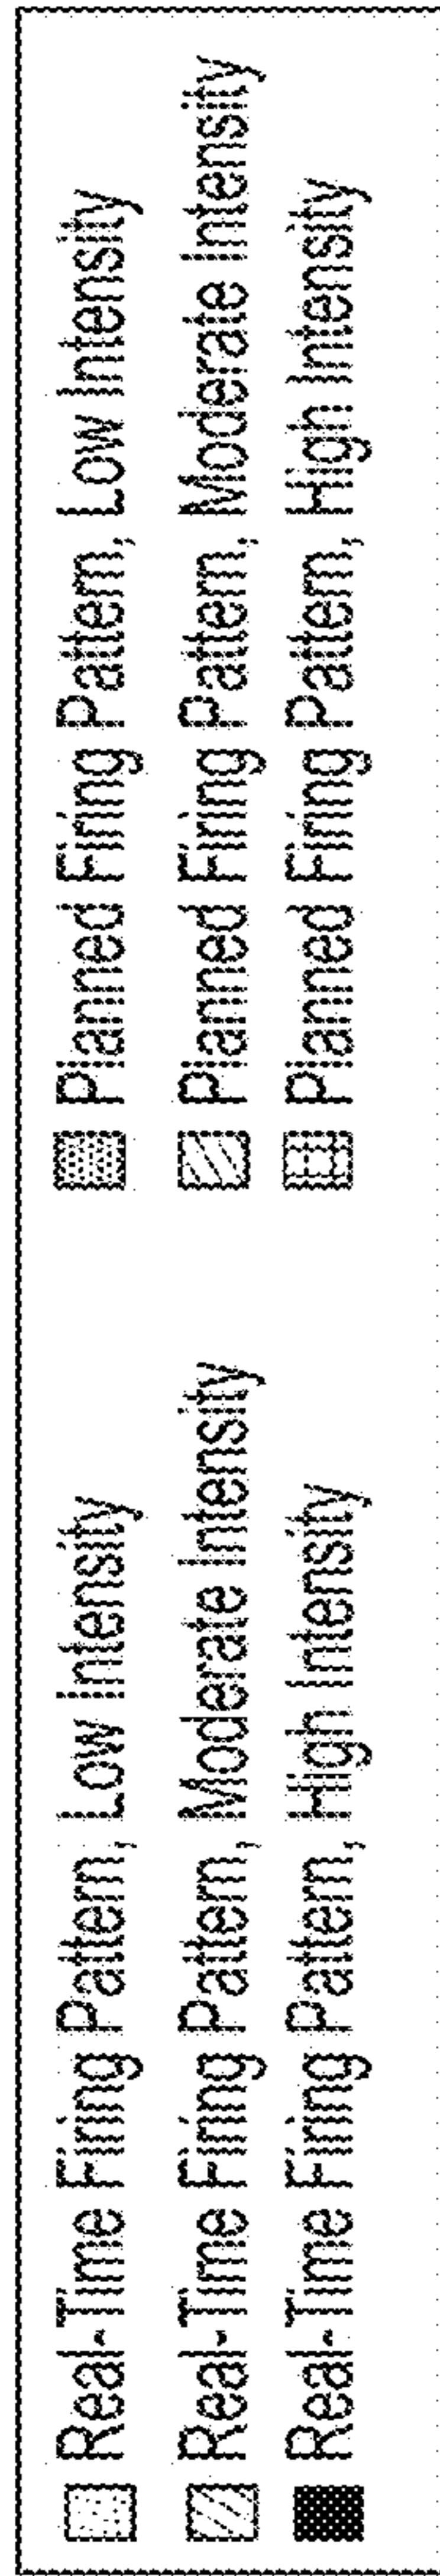 Real-Time Firing Pattern, Low Intensity
Planned Firing Pattern, Low Intensity
Real-Time Firing Pattern, Moderate Intensity
Planned Firing Pattern, Moderate Intensity
Real-Time Firing Pattern, High Intensity
Planned Firing Pattern, High Intensity